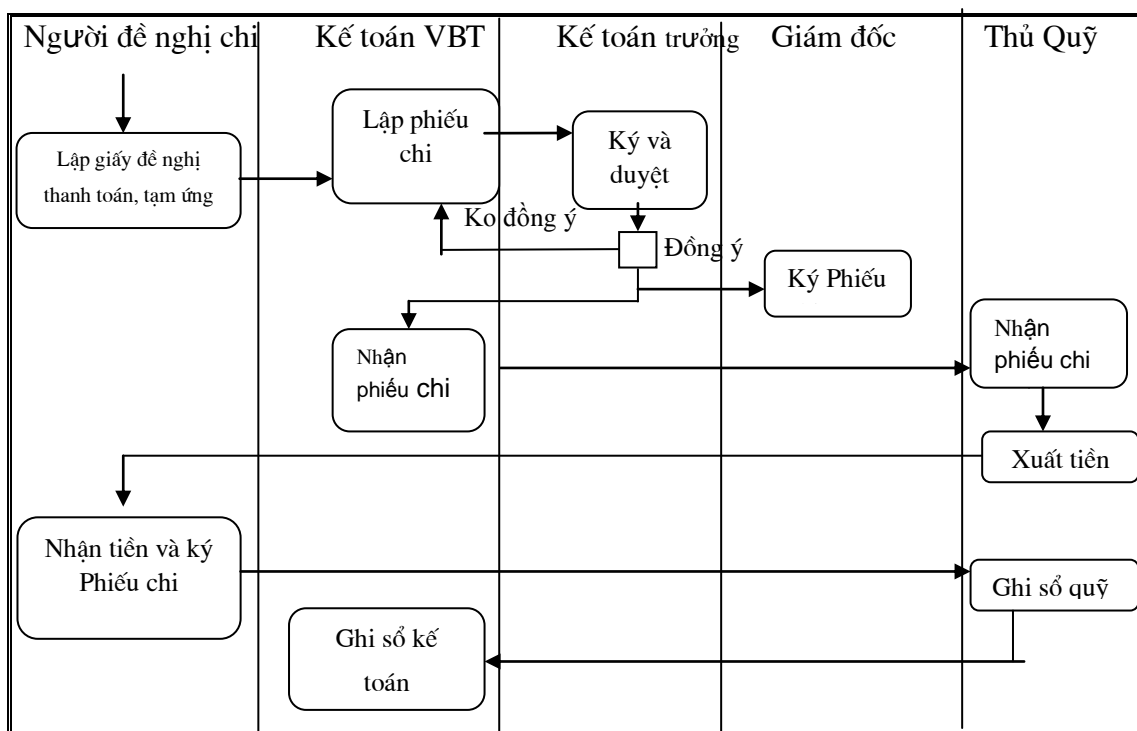 Người đề nghị chi
Kế toán VBT
Kế toán trưởng
Giám đốc
Thủ Quỹ
Lập giấy đề nghị
thanh toán, tạm ứng
Lập phiếu
chi
Ký và
duyệt
Ko đồng ý
Đồng ý
Ký Phiếu
Nhận
phiếu chi
Nhận
phiếu chi
Xuất tiền
Nhận tiền và ký
Phiếu chi
Ghi sổ quỹ
Ghi sổ kế
toán